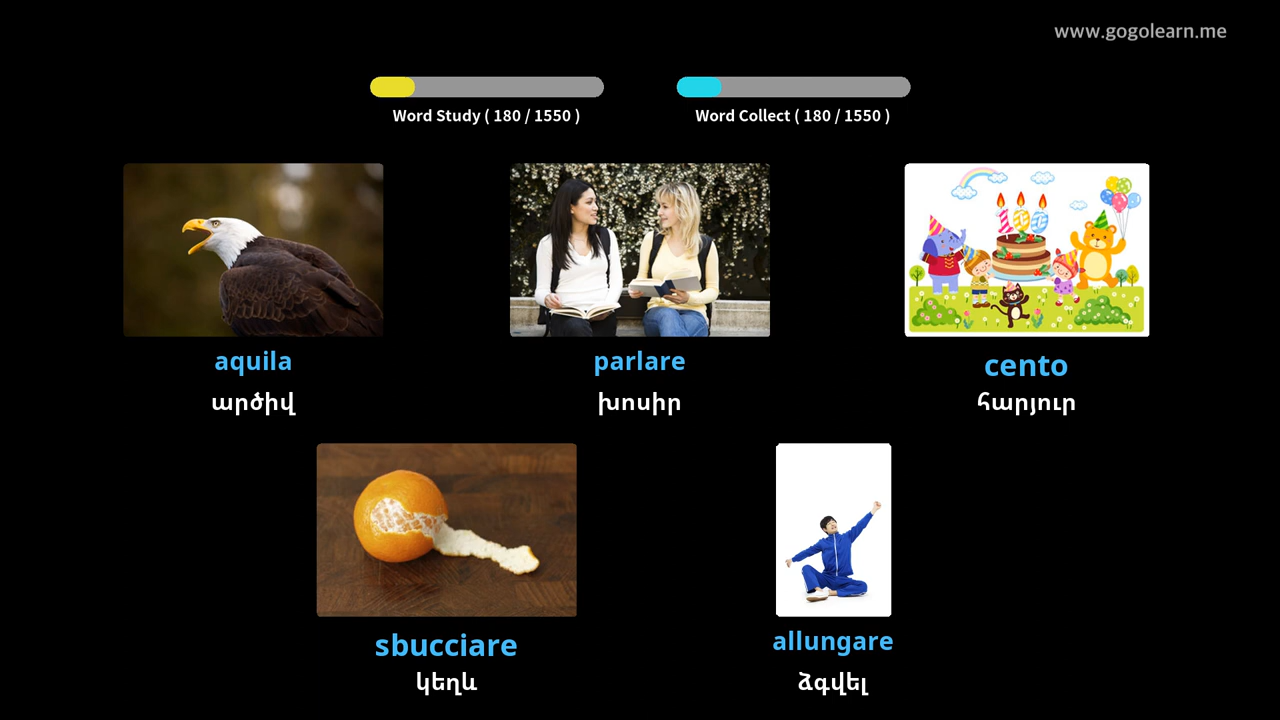 www.gogolearn.me
Word Study ( 180 / 1550 )
Word Collect ( 180 / 1550 )
aquila
parlare
cento
արծիվ
խոսիր
հարյուր
sbucciare
allungare
կեղև
ձգվել